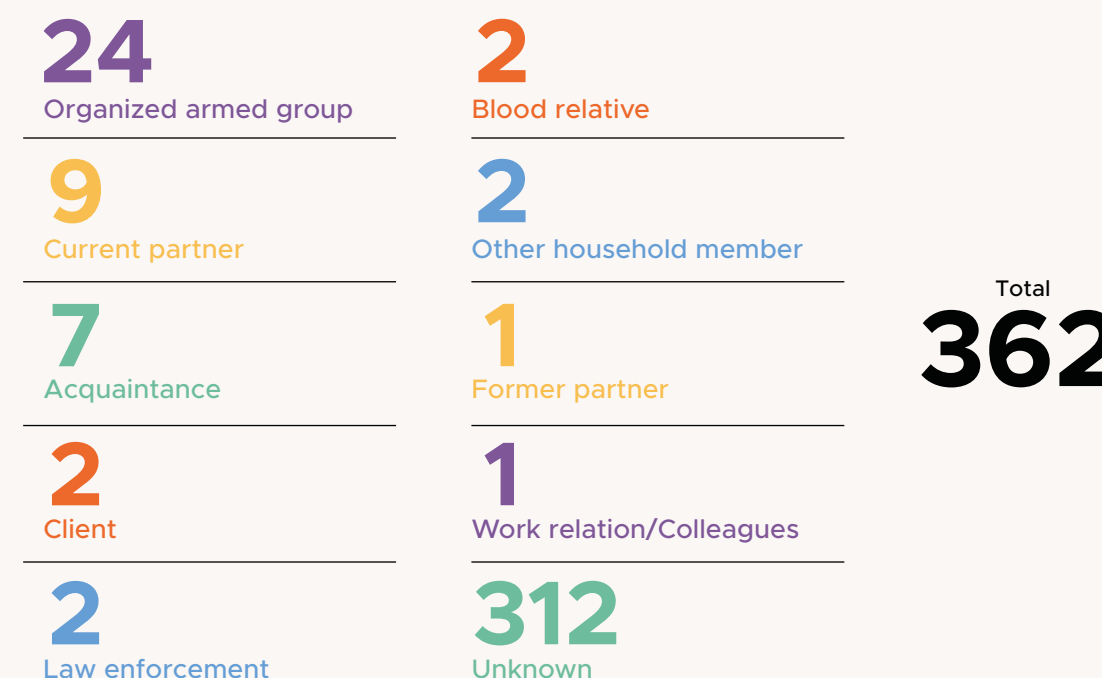 24
Organized armed group
9
Current partner
7
Acquaintance
2
Client
2
Law enforcement
2
Blood relative
2
Other household member
1
Former partner
1
Work relation/Colleagues
312
Unknown
Total
362